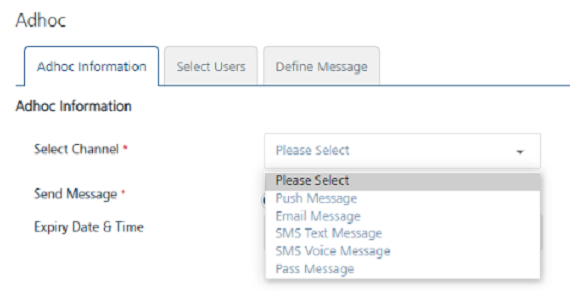 Adhoc
Adhoc Information
Select Users
Define Message
Adhoc Information
Select Channel *
Please Select
Please Select
Push Message
Email Message
SMS Text Message
SMS Voice Message
Pass Message
Send Message *
Expiry Date & Time